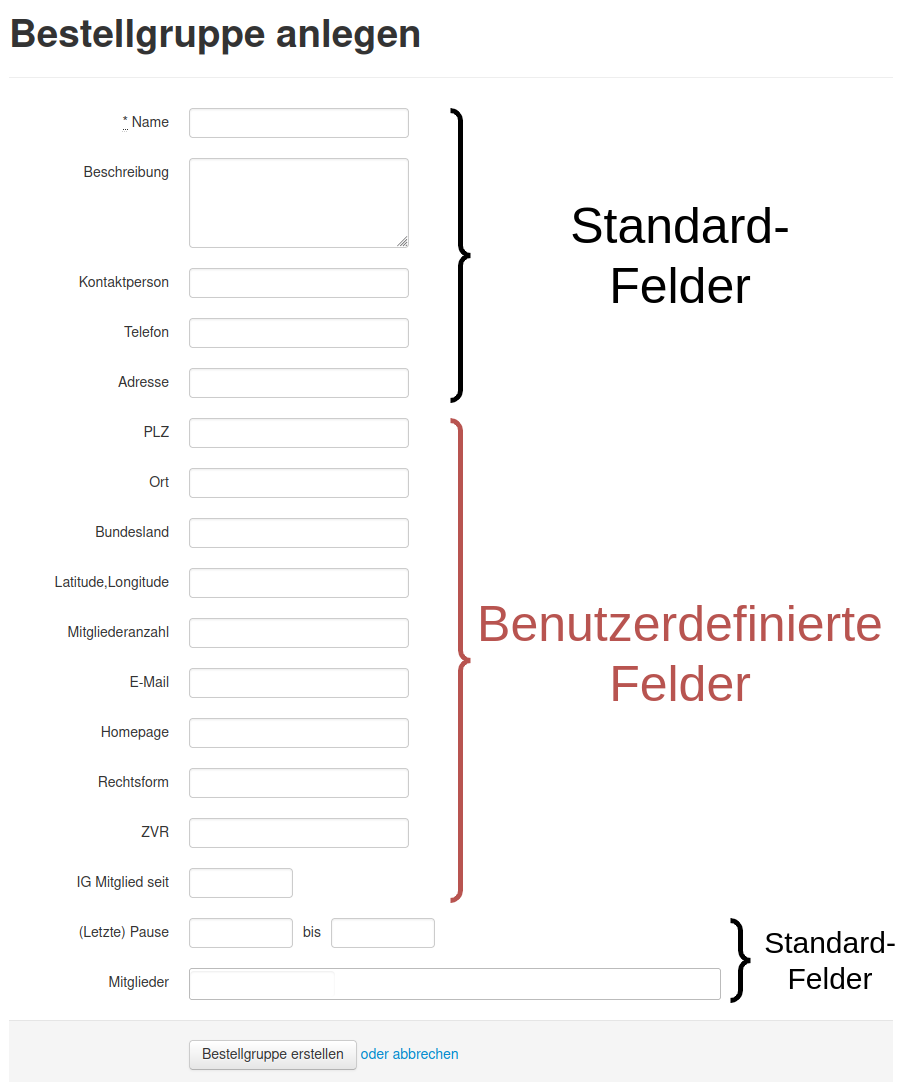 Bestellgruppe anlegen
* Name
Beschreibung
Standard-
Felder
Kontaktperson
Telefon
Adresse
PLZ
Ort
Bundesland
Latitude,Longitude
Mitgliederanzahl
Benutzerdefinierte
Felder
E-Mail
Homepage
Rechtsform
ZVR
IG Mitglied seit
(Letzte) Pause bis
Standard-
Felder
Mitglieder
Bestellgruppe erstellen oder abbrechen